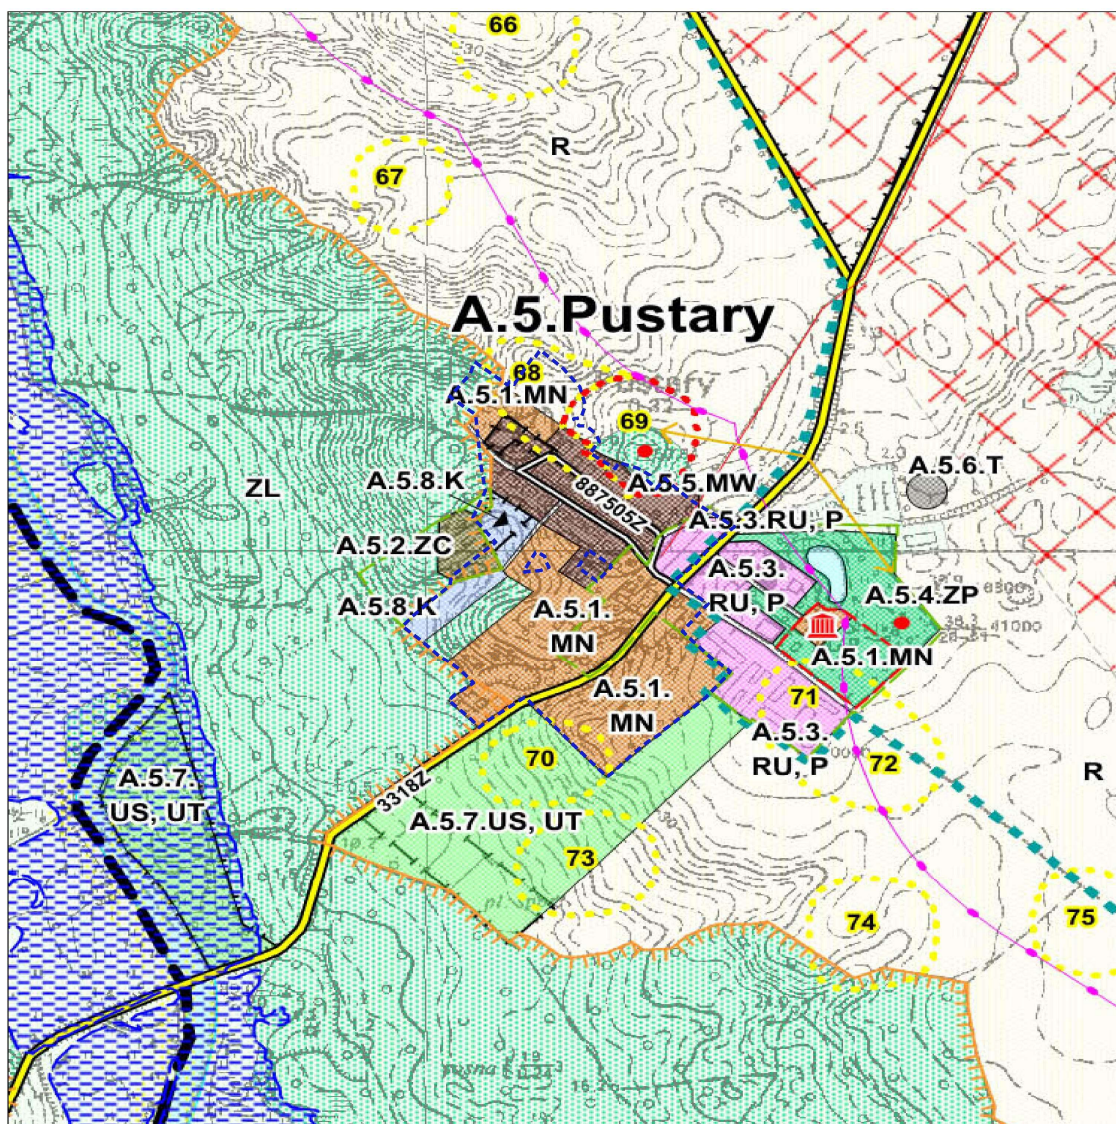 66
R
67
A.5.Pustary
68
A.5.1.MN
69
A.5.6.T
A.5.8.K
A.5.5.MW
ZL
887505Z
A.5.3.RU, P
A.5.2.ZC
A.5.3.
RU, P
A.5.4.ZP
A.5.8.K
A.5.1.
MN
A.5.1.MN
A.5.1.
MN
71
A.5.3.
RU, P
70
72
R
A.5.7.
US, UT
3318Z
A.5.7.US, UT
73
74
75
sosna